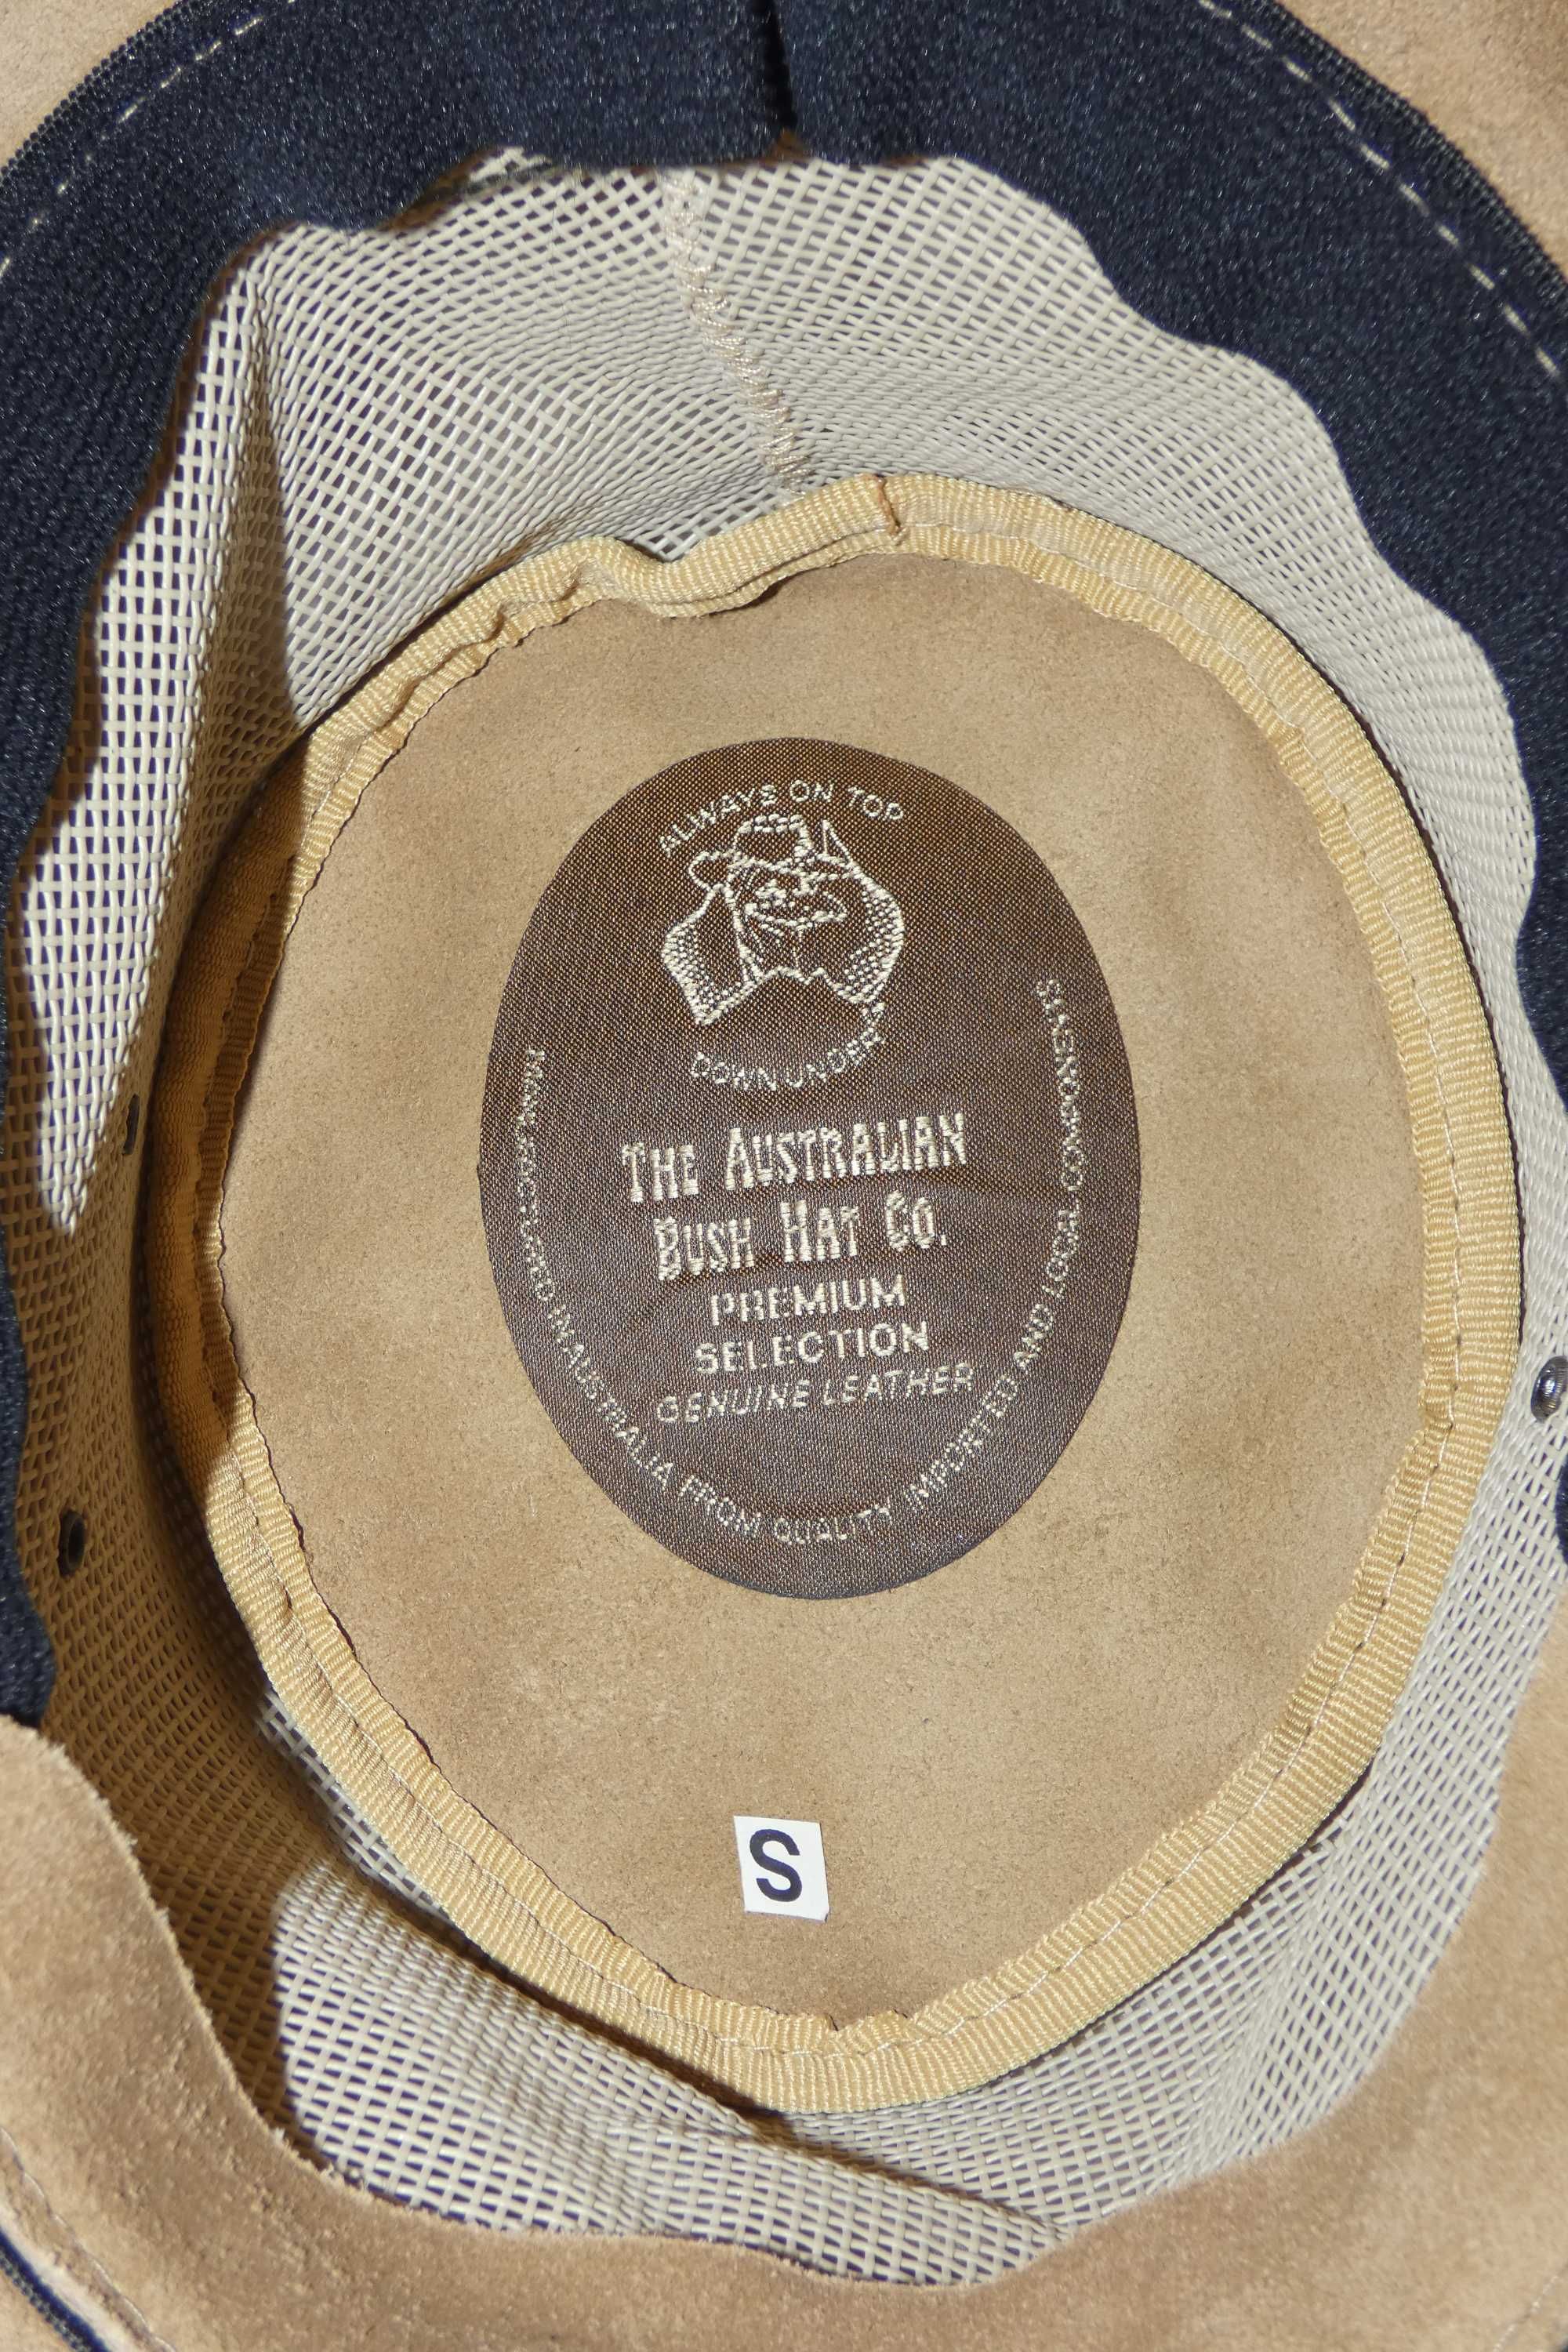 ALWAYS ON TOP
DOWN UNDER
THE AUSTRALIAN
BUSH HAT CO.
PREMIUM
SELECTION
GENUINE LEATHER
MANUFACTURED IN AUSTRALIA FROM QUALITY IMPORTED AND LOCAL COMPONENTS
S